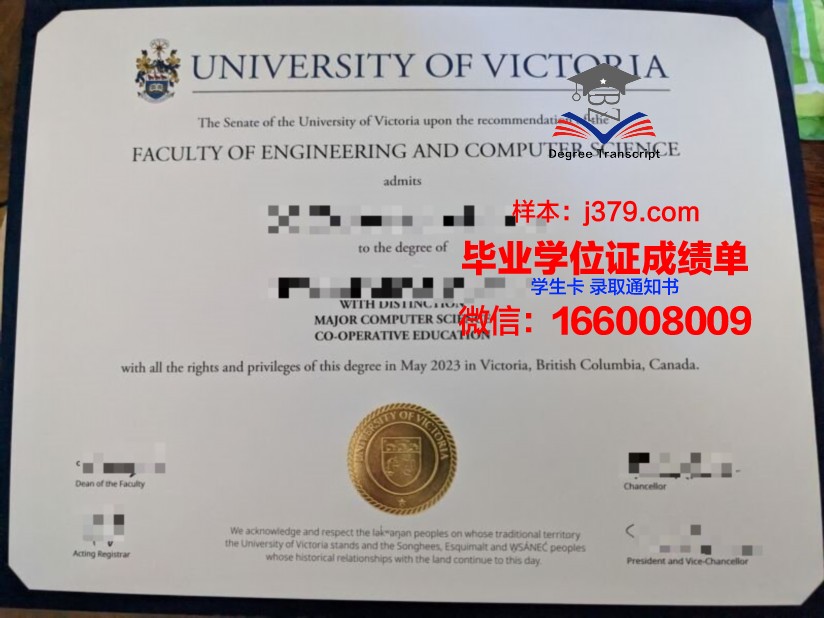 UNIVERSITY OF VICTORIA
The Senate of the University of Victoria upon the recommendation of the
FACULTY OF ENGINEERING AND COMPUTER SCIENCE
Degree Transcript
admits
样本：j379.com
to the degree of
毕业学位证成绩单
学生卡 录取通知书
WITH DISTINCTION
MAJOR COMPUTER SCIENCE
微信：166008009
CO-OPERATIVE EDUCATION
with all the rights and privileges of this degree in May 2023 in Victoria, British Columbia, Canada.
UNIVERSITY OF VICTORIA
Dean of the Faculty
Chancellor
Acting Registrar
We acknowledge and respect the lək̓ʷəŋən peoples on whose traditional territory
the University of Victoria stands and the Songhees, Esquimalt and W̱SÁNEĆ peoples
whose historical relationships with the land continue to this day.
President and Vice-Chancellor